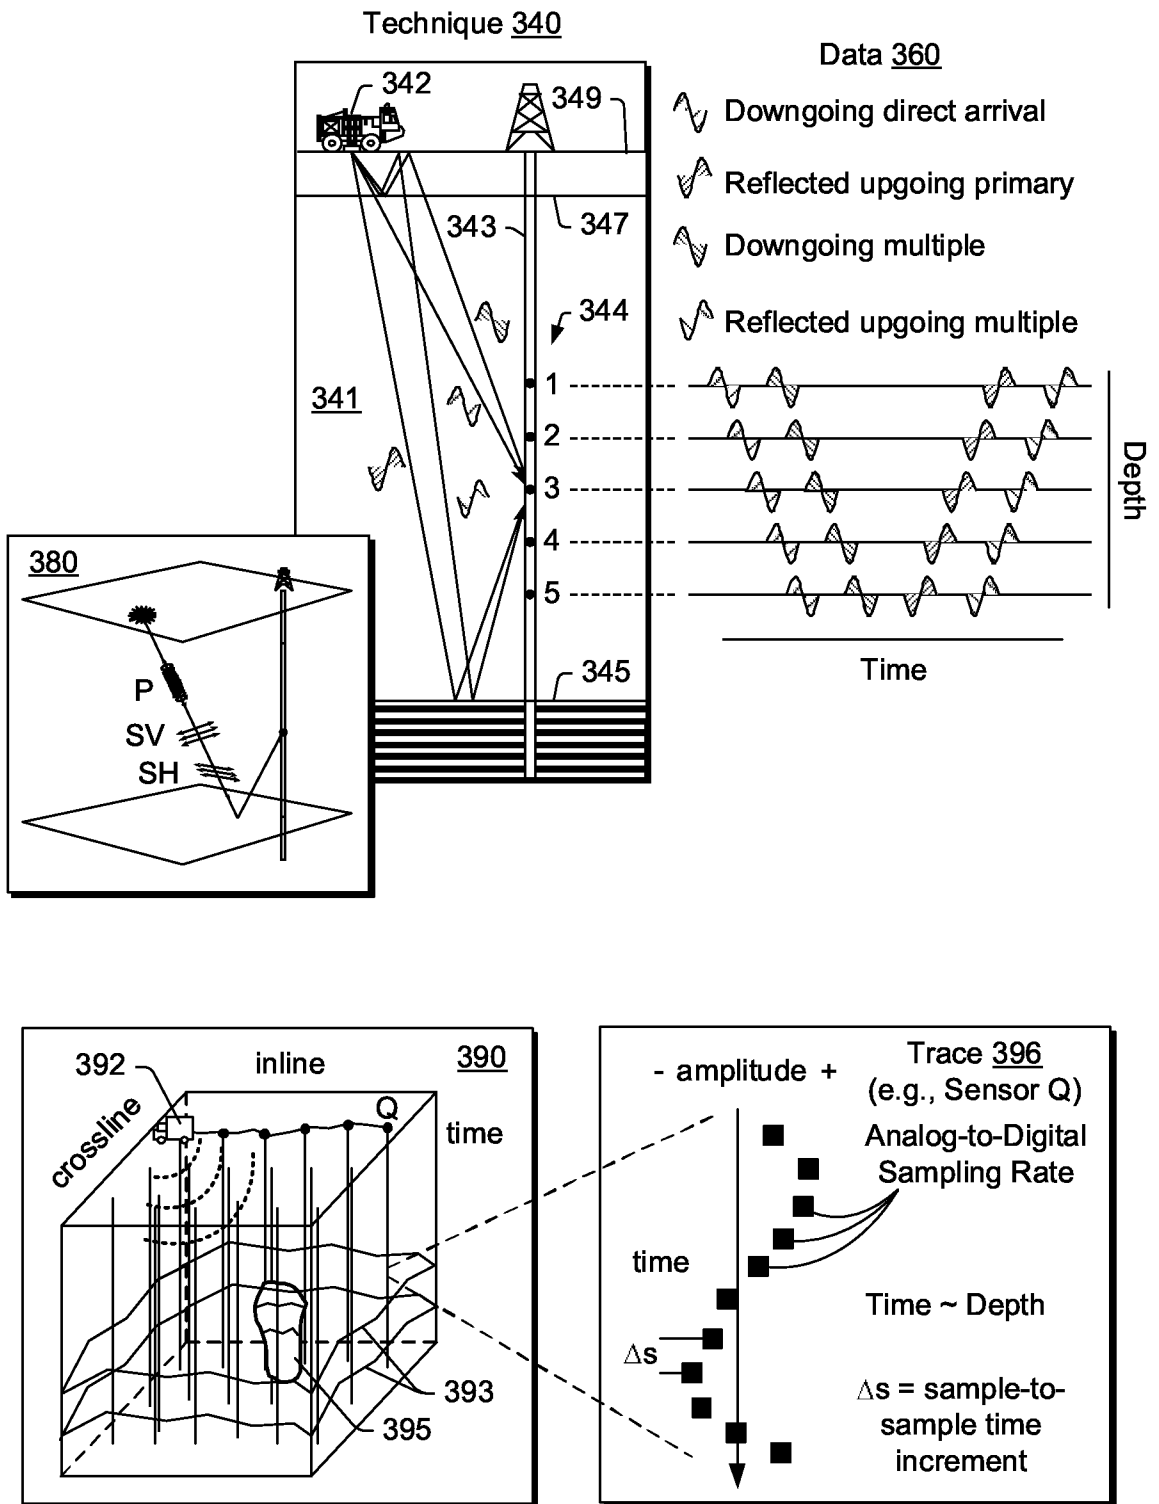 Technique 340
Data 360
342
349
Downgoing direct arrival
Reflected upgoing primary
343
347
Downgoing multiple
344
Reflected upgoing multiple
341
1
2
3
4
5
Depth
Time
345
380
P
SV
SH
390
392
inline
crossline
Q
time
393
395
Trace 396
(e.g., Sensor Q)
- amplitude +
Analog-to-Digital
Sampling Rate
time
Time ~ Depth
Δs
Δs = sample-to-
sample time
increment